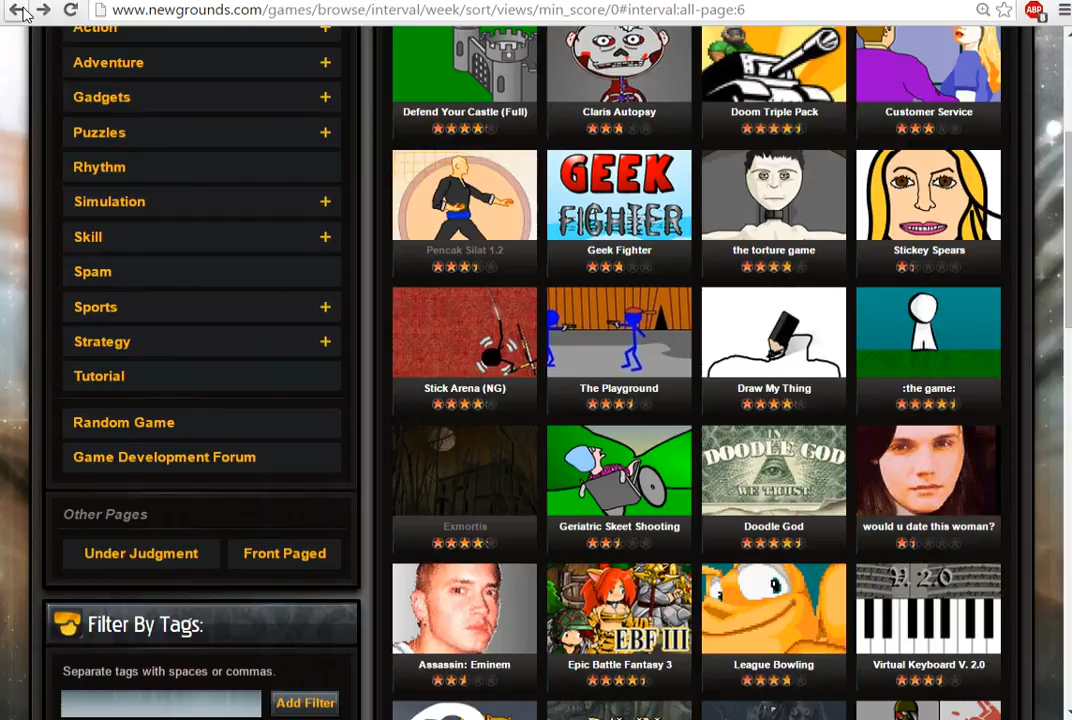 www.newgrounds.com/games/browse/interval/week/sort/views/min_score/0#interval:all-page:6
ABP
8
Action +
Adventure +
Gadgets +
Puzzles +
Rhythm
Simulation +
Skill +
Spam
Sports +
Strategy +
Tutorial
Random Game
Game Development Forum
Other Pages
Under Judgment
Front Paged
Filter By Tags:
Separate tags with spaces or commas.
Add Filter
Defend Your Castle (Full)
Claris Autopsy
Doom Triple Pack
Customer Service
GEEK
FIGHTER
Pencak Silat 1.2
Geek Fighter
the torture game
Stickey Spears
Stick Arena (NG)
The Playground
Draw My Thing
:the game:
IN
DOODLE GOD
WE TRUST
Exmortis
Geriatric Skeet Shooting
Doodle God
would u date this woman?
EBF III
V. 2.0
Assassin: Eminem
Epic Battle Fantasy 3
League Bowling
Virtual Keyboard V. 2.0